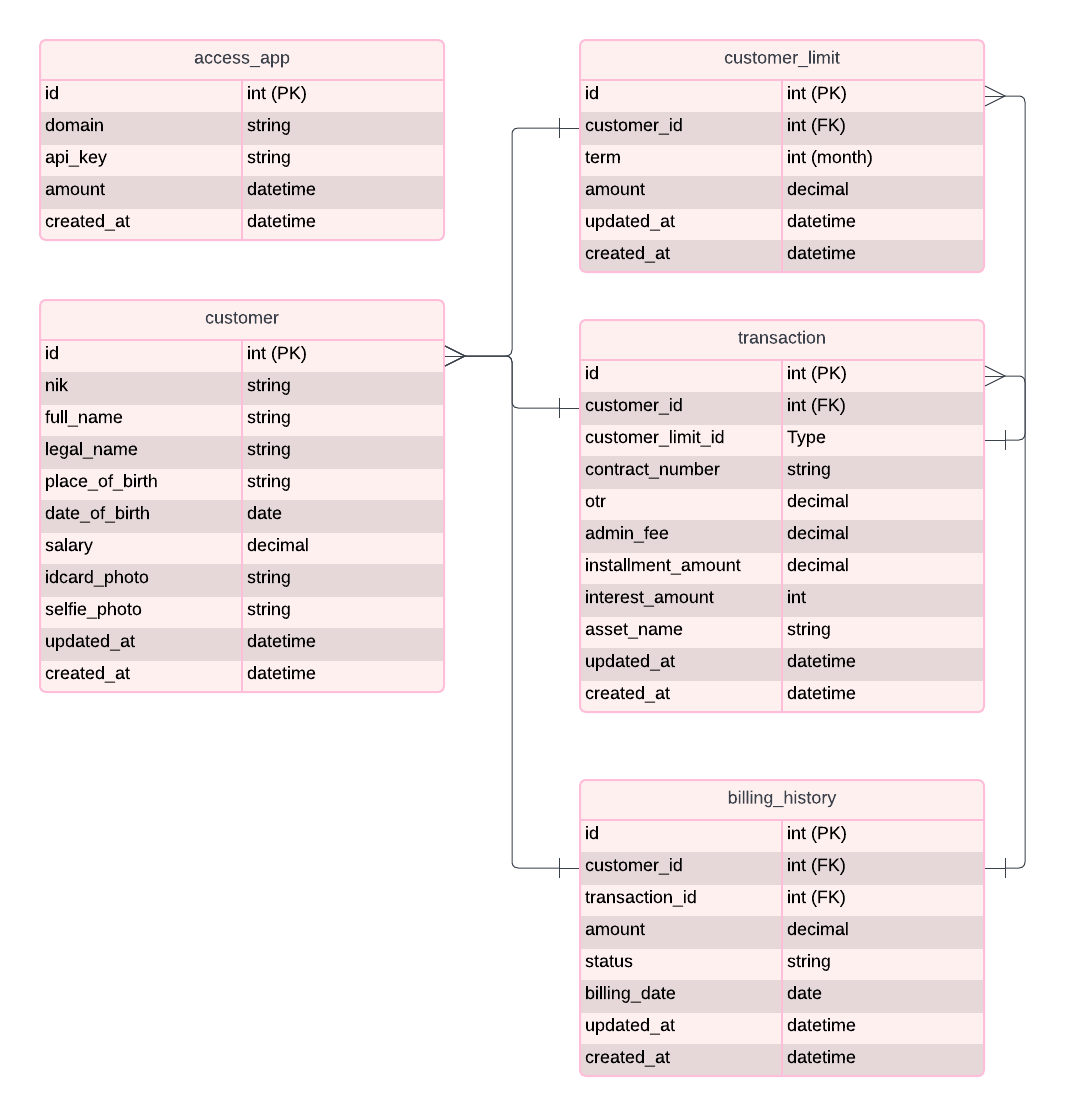 access_app
id int (PK)
domain string
api_key string
amount datetime
created_at datetime
customer
id int (PK)
nik string
full_name string
legal_name string
place_of_birth string
date_of_birth date
salary decimal
idcard_photo string
selfie_photo string
updated_at datetime
created_at datetime
customer_limit
id int (PK)
customer_id int (FK)
term int (month)
amount decimal
updated_at datetime
created_at datetime
transaction
id int (PK)
customer_id int (FK)
customer_limit_id Type
contract_number string
otr decimal
admin_fee decimal
installment_amount decimal
interest_amount int
asset_name string
updated_at datetime
created_at datetime
billing_history
id int (PK)
customer_id int (FK)
transaction_id int (FK)
amount decimal
status string
billing_date date
updated_at datetime
created_at datetime